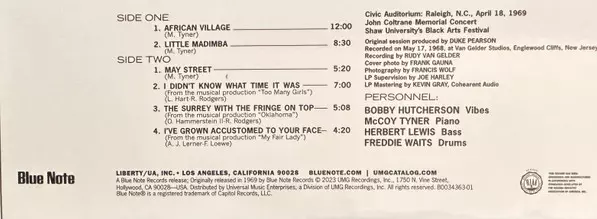 SIDE ONE
1. AFRICAN VILLAGE 12:00
(M. Tyner)
2. LITTLE MADIMBA 8:30
(M. Tyner)
SIDE TWO
1. MAY STREET 5:20
(M. Tyner)
2. I DIDN'T KNOW WHAT TIME IT WAS 7:00
(From the musical production "Too Many Girls")
(L. Hart-R. Rodgers)
3. THE SURREY WITH THE FRINGE ON TOP 5:08
(From the musical production "Oklahoma")
(O. Hammerstein II-R. Rodgers)
4. I'VE GROWN ACCUSTOMED TO YOUR FACE 4:20
(From the musical production "My Fair Lady")
(A. J. Lerner-F. Loewe)
Civic Auditorium: Raleigh, N.C., April 18, 1969
John Coltrane Memorial Concert
Shaw University's Black Arts Festival
Original session produced by DUKE PEARSON
Recorded on May 17, 1968, at Van Gelder Studios, Englewood Cliffs, New Jersey
Recording by RUDY VAN GELDER
Cover photo by FRANK GAUNA
Photography by FRANCIS WOLF
LP Supervision by JOE HARLEY
LP Mastering by KEVIN GRAY, Cohearent Audio
PERSONNEL:
BOBBY HUTCHERSON Vibes
McCOY TYNER Piano
HERBERT LEWIS Bass
FREDDIE WAITS Drums
Blue Note
LIBERTY/UA, INC. • LOS ANGELES, CALIFORNIA 90028 BLUENOTE.COM | UMGCATALOG.COM
A Blue Note Records release; Originally released in 1969 by Blue Note Records © 2023 UMG Recordings, Inc., 1750 N. Vine Street,
Hollywood, CA 90028—USA. Distributed by Universal Music Enterprises, a Division of UMG Recordings, Inc. All rights reserved. B0034363-01
Blue Note® is a registered trademark of Capitol Records, LLC.